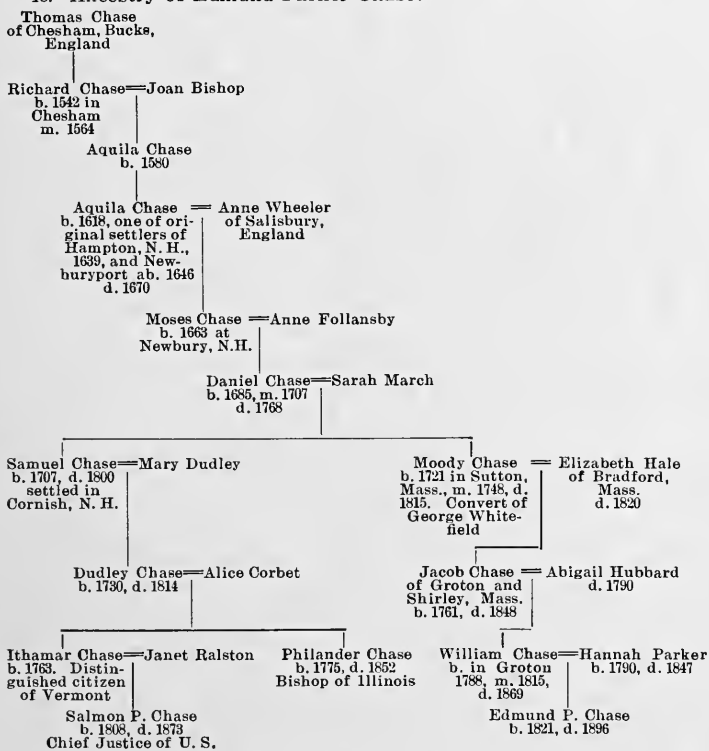 Thomas Chase
of Chesham, Bucks,
England
Richard Chase══Joan Bishop
b. 1542 in
Chesham
m. 1564
Aquila Chase
b. 1580
Aquila Chase ══ Anne Wheeler
b. 1618, one of ori- of Salisbury,
ginal settlers of England
Hampton, N. H.,
1639, and New-
buryport ab. 1646
d. 1670
Moses Chase ══Anne Follansby
b. 1663 at
Newbury, N.H.
Daniel Chase══Sarah March
b. 1685, m. 1707
d. 1768
Samuel Chase══Mary Dudley
b. 1707, d. 1800
settled in
Cornish, N. H.
Moody Chase ══ Elizabeth Hale
b. 1721 in Sutton, of Bradford,
Mass., m. 1748, d. Mass.
1815. Convert of d. 1820
George White-
field
Dudley Chase══Alice Corbet
b. 1730, d. 1814
Jacob Chase ══ Abigail Hubbard
of Groton and d. 1790
Shirley, Mass.
b. 1761, d. 1848
Ithamar Chase══Janet Ralston
b. 1763. Distin-
guished citizen
of Vermont
Philander Chase
b. 1775, d. 1852
Bishop of Illinois
William Chase══Hannah Parker
b. in Groton b. 1790, d. 1847
1788, m. 1815,
d. 1869
Salmon P. Chase
b. 1808, d. 1873
Chief Justice of U. S.
Edmund P. Chase
b. 1821, d. 1896